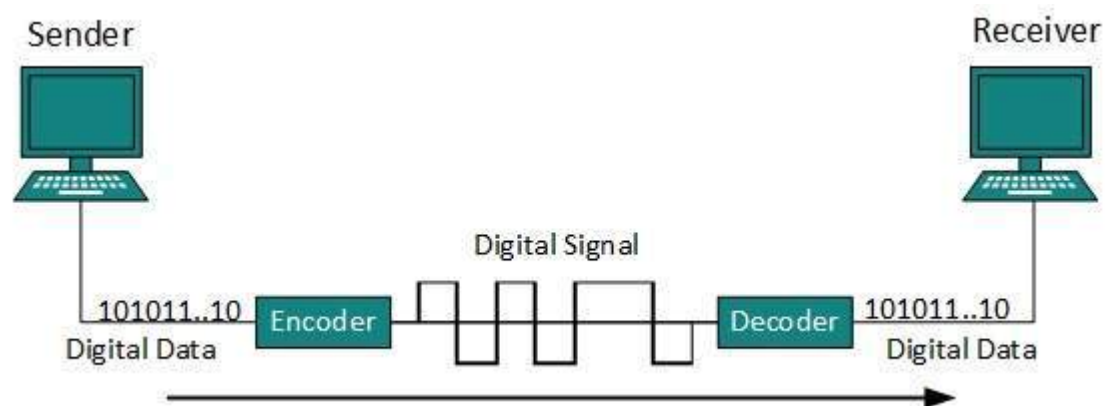 Sender
Receiver
Digital Signal
101011..10
Encoder
Decoder
101011..10
Digital Data
Digital Data